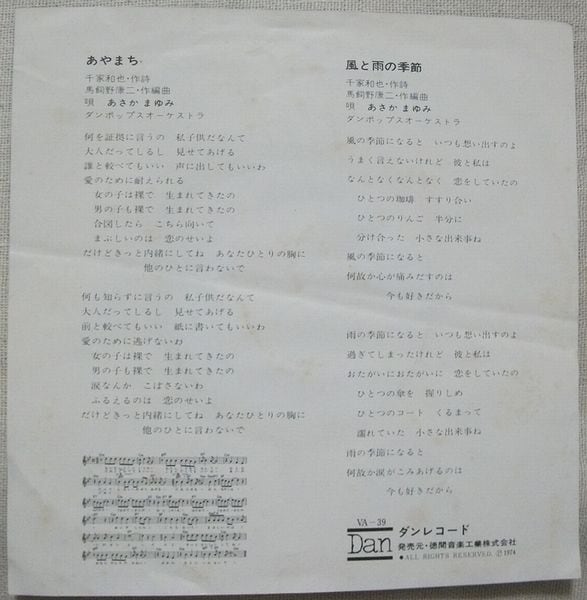 あやまち
千家和也・作詩
馬飼野康二・作編曲
唄　あさか まゆみ
ダンポップスオーケストラ
何を証拠に言うの　私子供だなんて
大人だってしるし　見せてあげる
誰と較べてもいい　声に出してもいいわ
愛のために耐えられる
女の子は裸で　生まれてきたの
男の子も裸で　生まれてきたの
合図したら　こちら向いて
まぶしいのは　恋のせいよ
だけどきっと内緒にしてね　あなたひとりの胸に
他のひとに言わないで
何も知らずに言うの　私子供だなんて
大人だってしるし　見せてあげる
前と較べてもいい　紙に書いてもいいわ
愛のために逃げないわ
女の子は裸で　生まれてきたの
男の子も裸で　生まれてきたの
涙なんか　こぼさないわ
ふるえるのは　恋のせいよ
だけどきっと内緒にしてね　あなたひとりの胸に
他のひとに言わないで
風と雨の季節
千家和也・作詩
馬飼野康二・作編曲
唄　あさか まゆみ
ダンポップスオーケストラ
風の季節になると　いつも想い出すのよ
うまく言えないけれど　彼と私は
なんとなくなんとなく　恋をしていたの
ひとつの珈琲　すすり合い
ひとつのりんご　半分に
分け合った　小さな出来事ね
風の季節になると
何故か心が痛みだすのは
今も好きだから
雨の季節になると　いつも想い出すのよ
過ぎてしまったけれど　彼と私は
おたがいにおたがいに　恋をしていたの
ひとつの傘を　握りしめ
ひとつのコート　くるまって
濡れていた　小さな出来事ね
雨の季節になると
何故か涙がこみあげるのは
今も好きだから
VA-39
Dan
ダンレコード
発売元・徳間音楽工業株式会社
●ALL RIGHTS RESERVED. Ⓟ1974